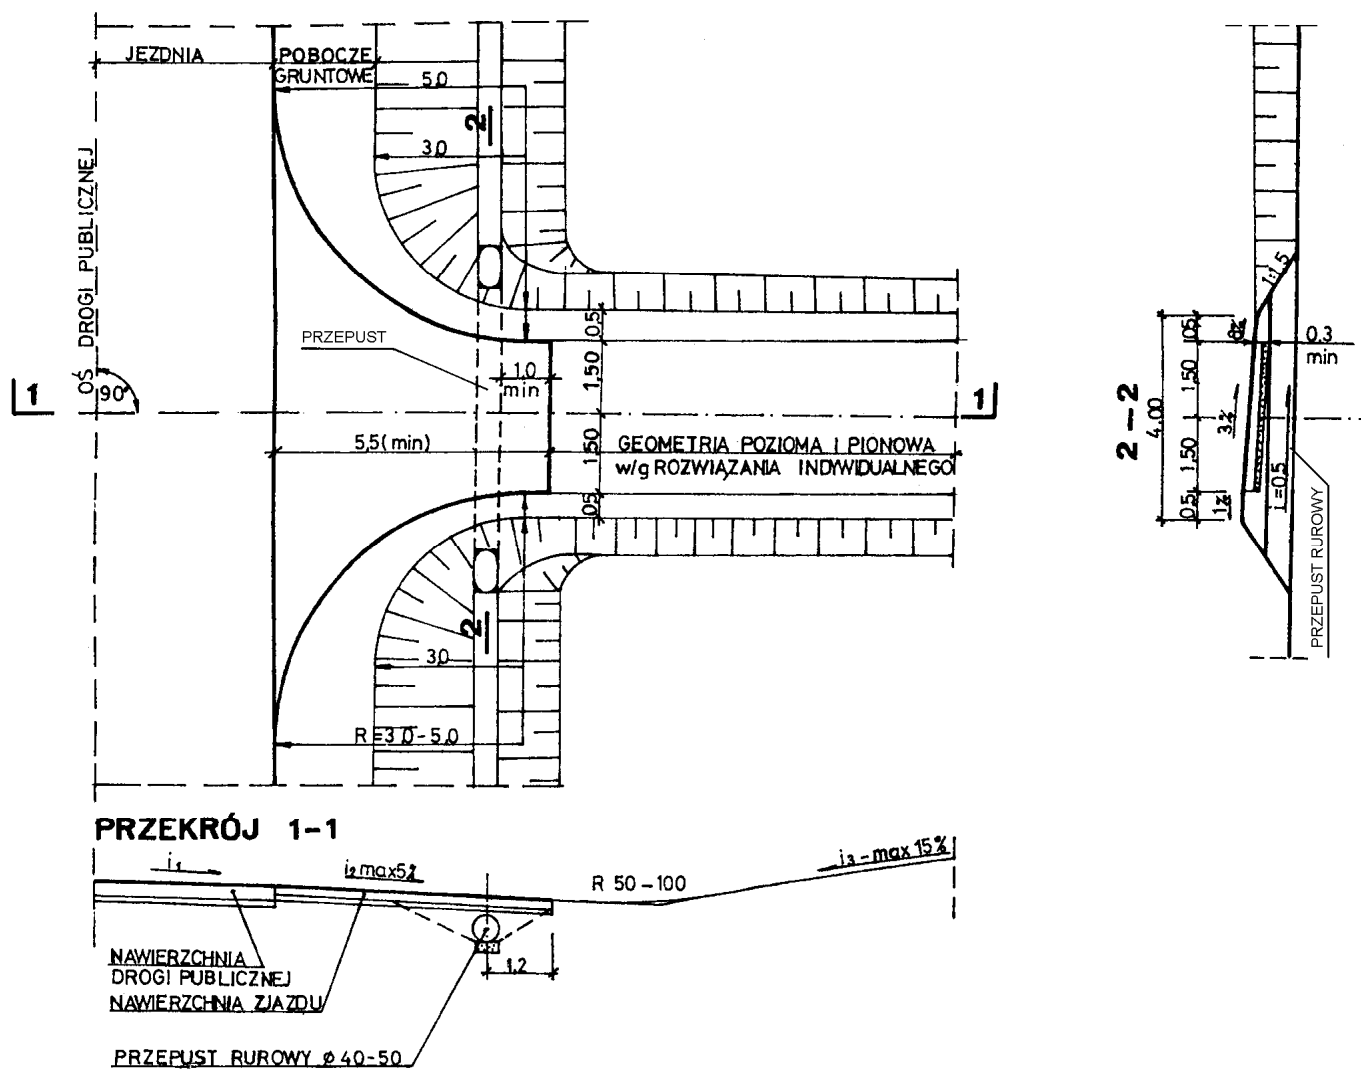 JEZDNIA
POBOCZE
GRUNTOWE
5,0
2
3,0
OŚ DROGI PUBLICZNEJ
90°
PRZEPUST
1,0
min
0,5
1,50
1,50
0,5
1
1
5,5(min)
GEOMETRIA POZIOMA I PIONOWA
w/g ROZWIĄZANIA INDYWIDUALNEGO
2
3,0
R=3,0-5,0
2-2
4.00
0,5
1,50
1,50
0,5
1:1,5
8%
3%
1%
i=0,5
0.3
min
PRZEPUST RUROWY
PRZEKRÓJ 1-1
i1
i2 max5%
R 50-100
i3-max 15%
1,2
NAWIERZCHNIA
DROGI PUBLICZNEJ
NAWIERZCHNIA ZJAZDU
PRZEPUST RUROWY ø 40-50